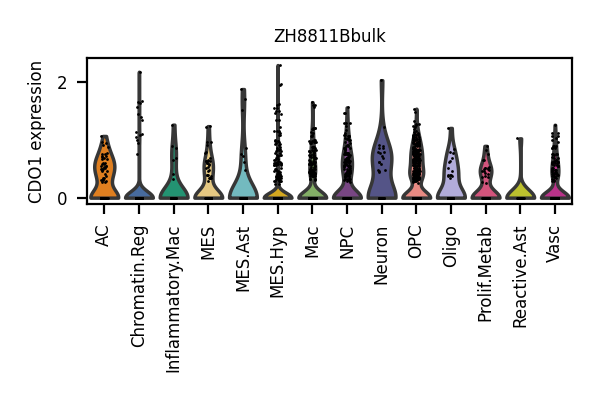 ZH8811Bbulk
CDO1 expression
2
0
AC
Chromatin.Reg
Inflammatory.Mac
MES
MES.Ast
MES.Hyp
Mac
NPC
Neuron
OPC
Oligo
Prolif.Metab
Reactive.Ast
Vasc